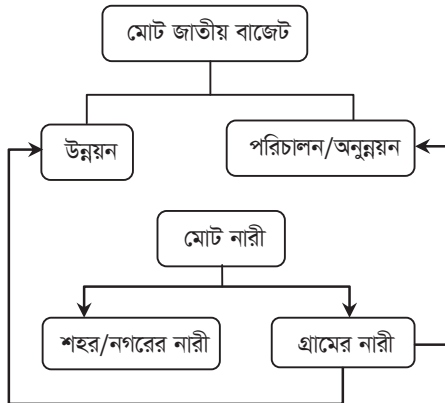 মোট জাতীয় বাজেট
উন্নয়ন
পরিচালন/অনুন্নয়ন
মোট নারী
শহর/নগরের নারী
গ্রামের নারী